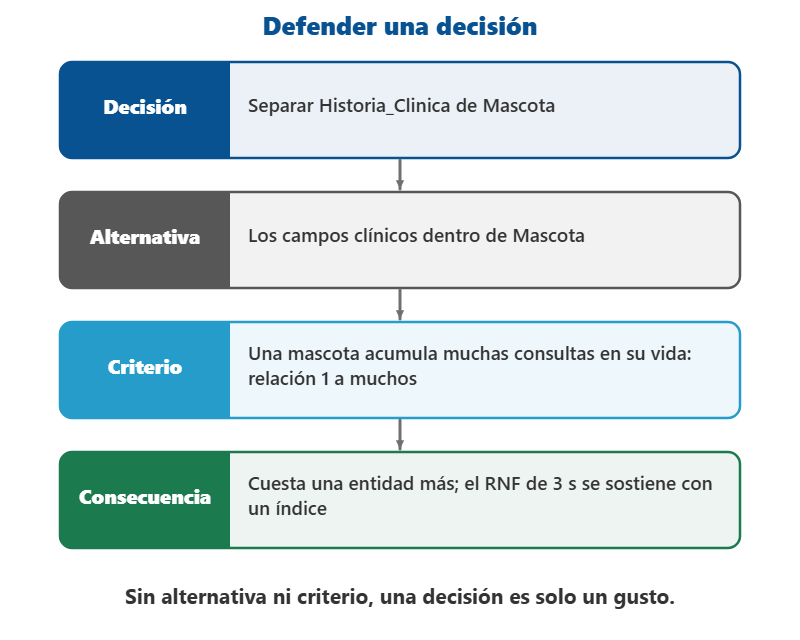 Defender una decisión
Decisión
Separar Historia_Clinica de Mascota
Alternativa
Los campos clínicos dentro de Mascota
Criterio
Una mascota acumula muchas consultas en su vida:
relación 1 a muchos
Consecuencia
Cuesta una entidad más; el RNF de 3 s se sostiene con
un índice
Sin alternativa ni criterio, una decisión es solo un gusto.